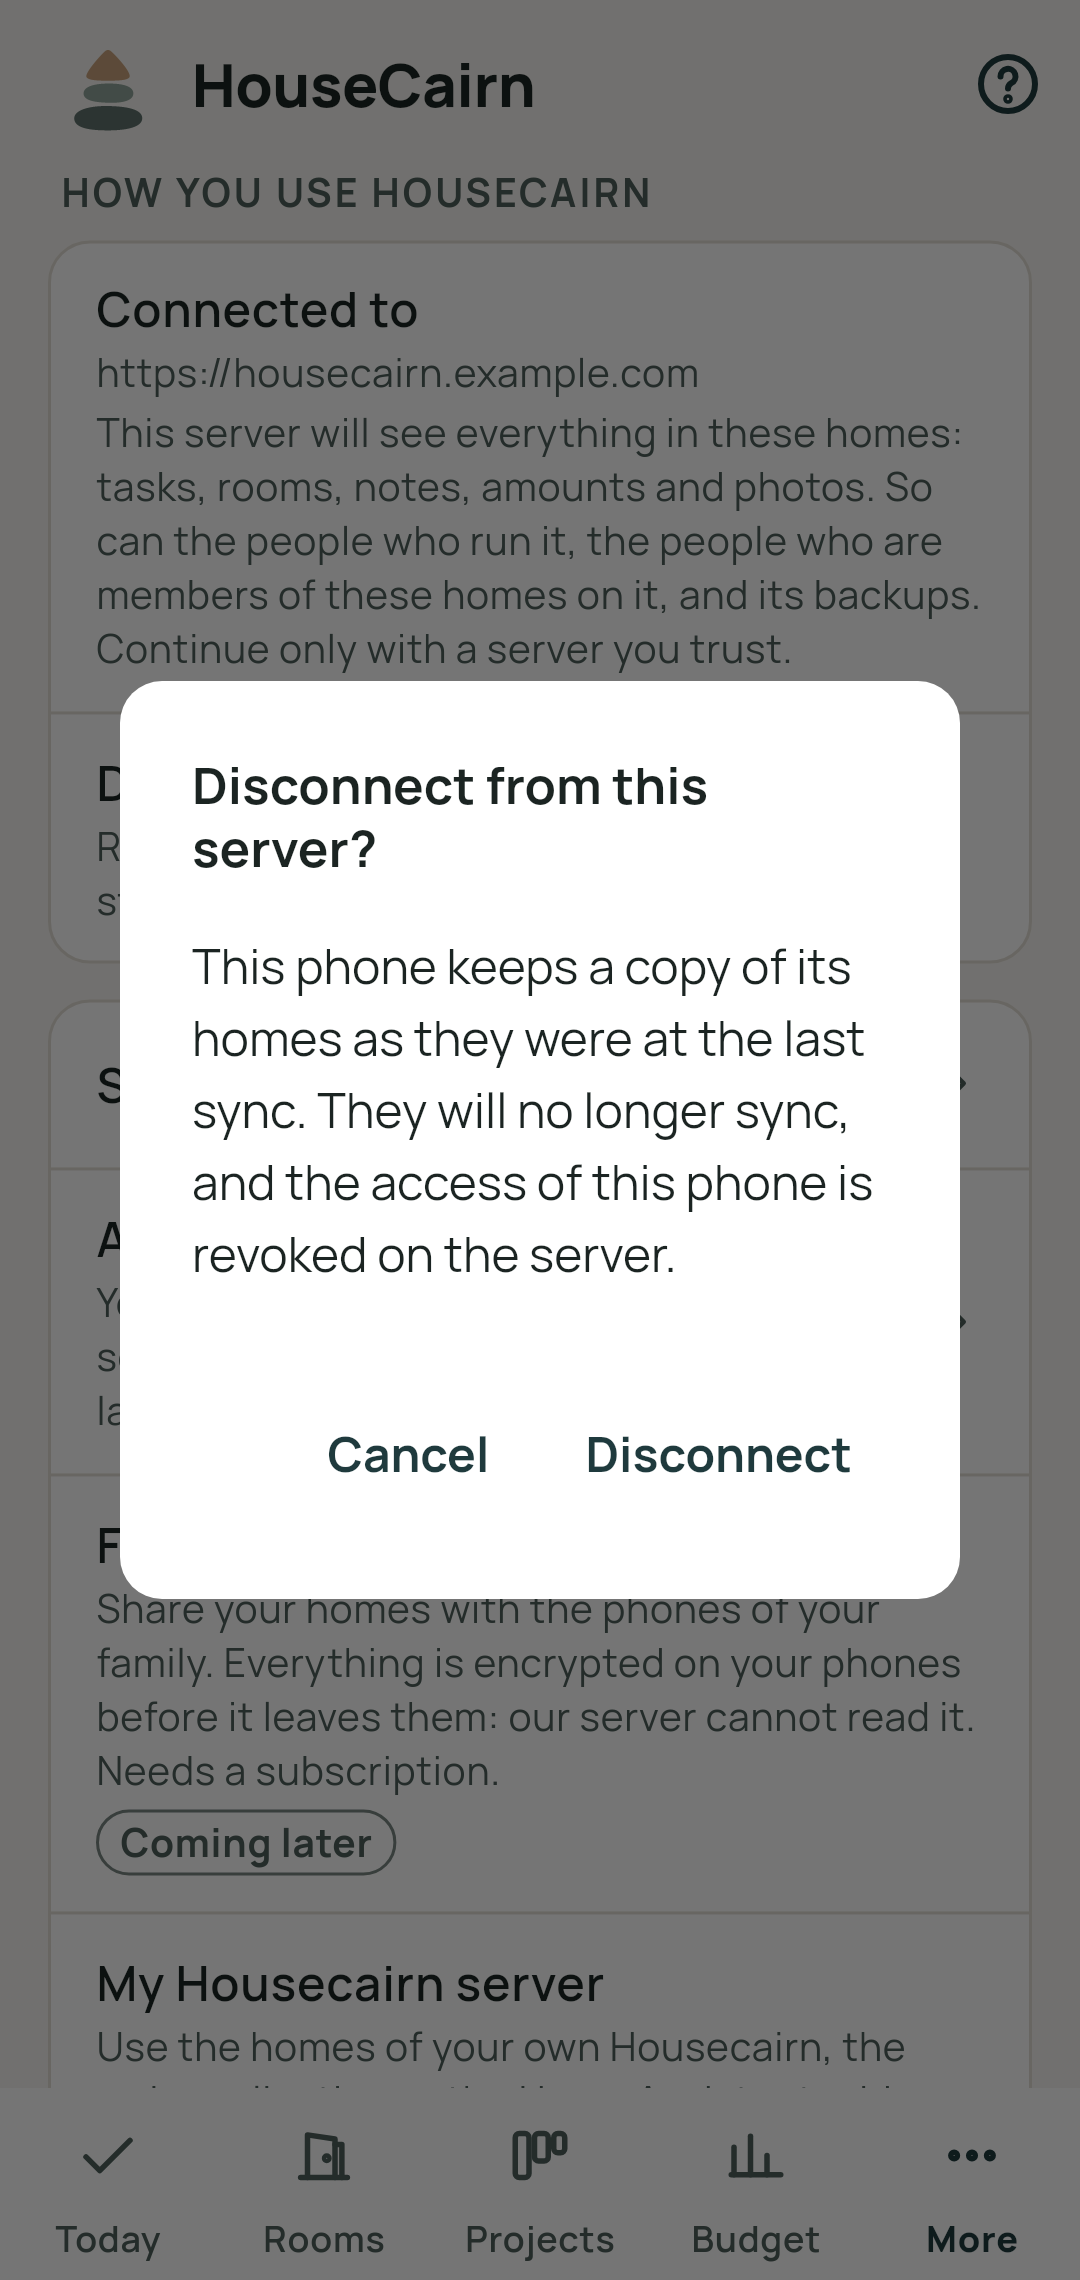 HouseCairn
HOW YOU USE HOUSECAIRN
Connected to
https://housecairn.example.com
This server will see everything in these homes:
tasks, rooms, notes, amounts and photos. So
can the people who run it, the people who are
members of these homes on it, and its backups.
Continue only with a server you trust.
Disconnect from this
server?
This phone keeps a copy of its
homes as they were at the last
sync. They will no longer sync,
and the access of this phone is
revoked on the server.
Cancel
Disconnect
Share your homes with the phones of your
family. Everything is encrypted on your phones
before it leaves them: our server cannot read it.
Needs a subscription.
Coming later
My Housecairn server
Use the homes of your own Housecairn, the
Today
Rooms
Projects
Budget
More